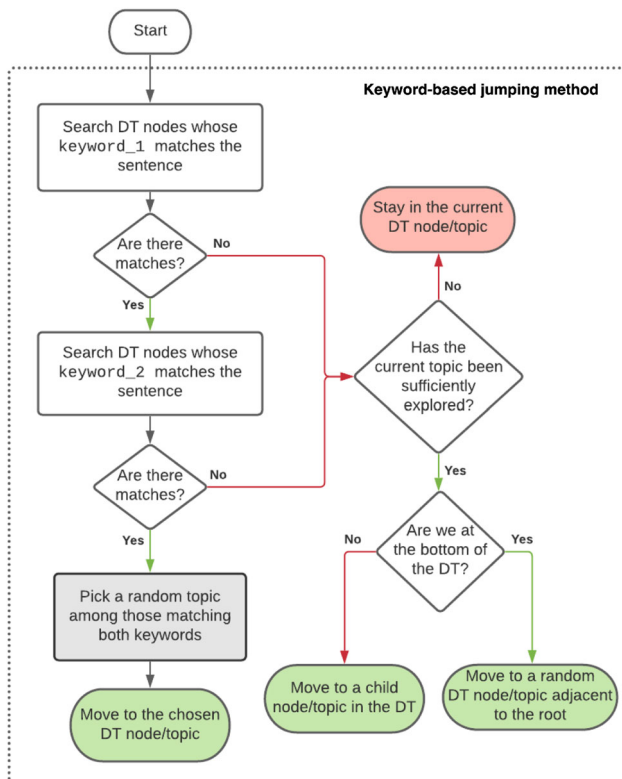 Start
Keyword-based jumping method
Search DT nodes whose
keyword_1 matches the
sentence
Are there
matches?
No
Yes
Search DT nodes whose
keyword_2 matches the
sentence
Are there
matches?
No
Yes
Pick a random topic
among those matching
both keywords
Move to the chosen
DT node/topic
Stay in the current
DT node/topic
No
Has the
current topic been
sufficiently
explored?
Yes
Are we at
the bottom of
the DT?
No
Yes
Move to a child
node/topic in the DT
Move to a random
DT node/topic adjacent
to the root